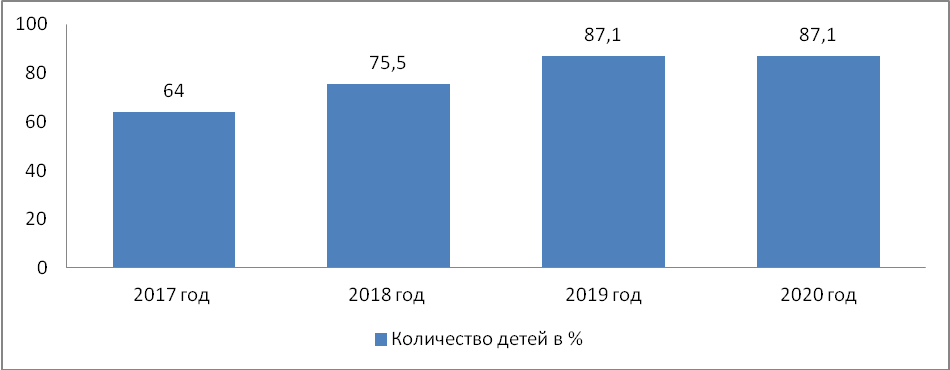 100
80
60
40
20
0
64
75,5
87,1
87,1
2017 год
2018 год
2019 год
2020 год
Количество детей в %